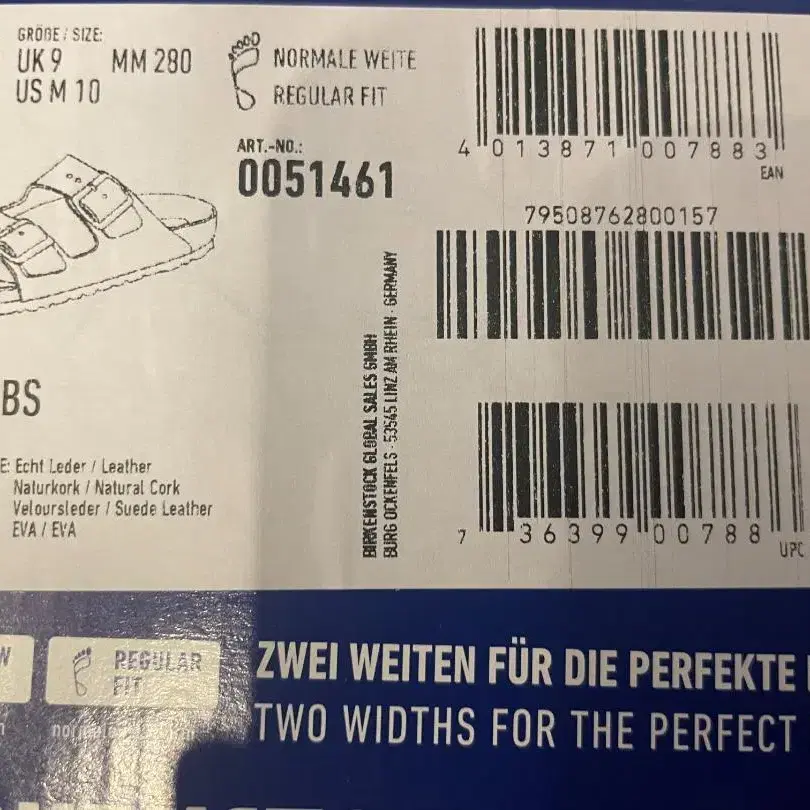 GRÖßE / SIZE:
UK 9 MM 280
US M 10
NORMALE WEITE
REGULAR FIT
ART.-NO.:
0051461
4 013871 007883
EAN
79508762800157
BIRKENSTOCK GLOBAL SALES GMBH
BURG OCKENFELS · 53545 LINZ AM RHEIN · GERMANY
BS
E: Echt Leder / Leather
Naturkork / Natural Cork
Veloursleder / Suede Leather
EVA / EVA
7 36399 00788
UPC
W
REGULAR
FIT
ZWEI WEITEN FÜR DIE PERFEKTE
TWO WIDTHS FOR THE PERFECT